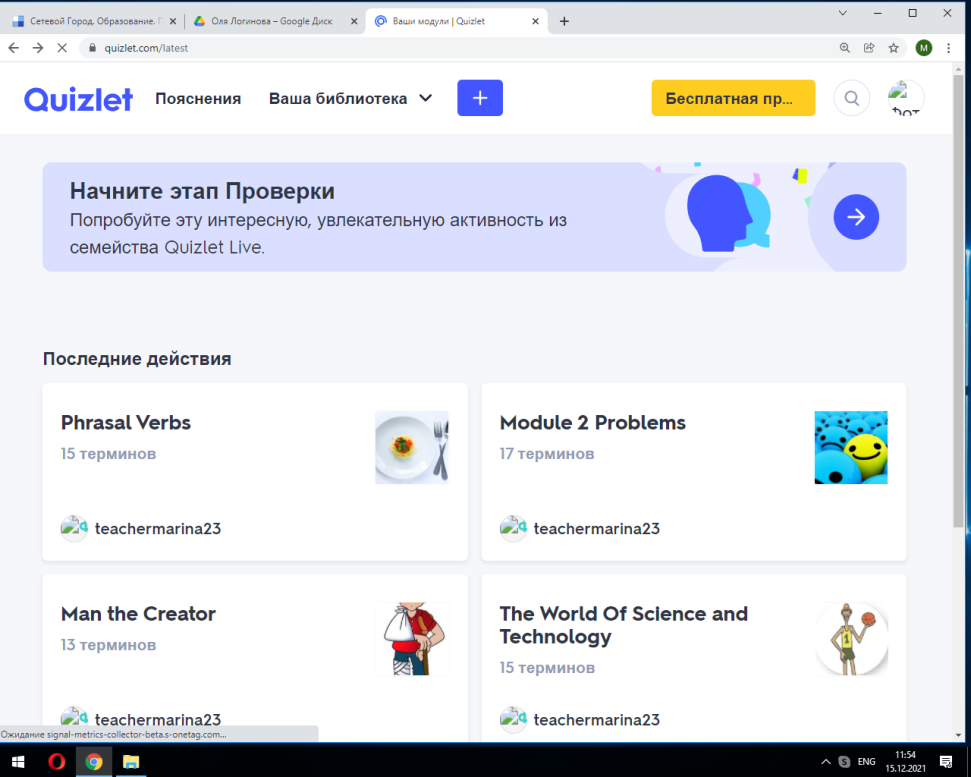 Сетевой Город. Образование. П
Оля Логинова – Google Диск
Ваши модули | Quizlet
quizlet.com/latest
M
Quizlet
Пояснения
Ваша библиотека
+
Бесплатная пр...
Начните этап Проверки
Попробуйте эту интересную, увлекательную активность из
семейства Quizlet Live.
Последние действия
Phrasal Verbs
15 терминов
teachermarina23
Module 2 Problems
17 терминов
teachermarina23
Man the Creator
13 терминов
teachermarina23
The World Of Science and
Technology
15 терминов
teachermarina23
Ожидание signal-metrics-collector-beta.s-onetag.com...
ENG
11:54
15.12.2021